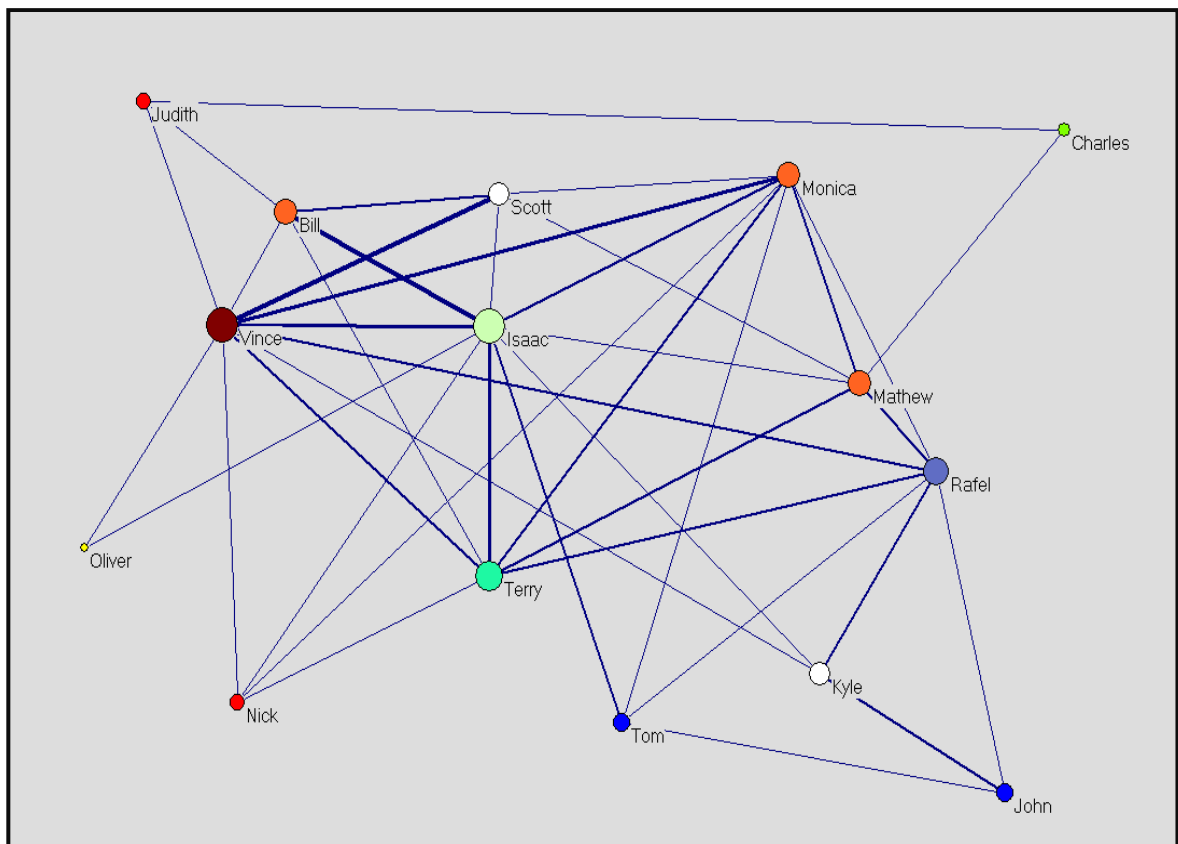 Judith
Charles
Monica
Scott
Bill
Vince
Isaac
Mathew
Rafel
Oliver
Terry
Kyle
Nick
Tom
John